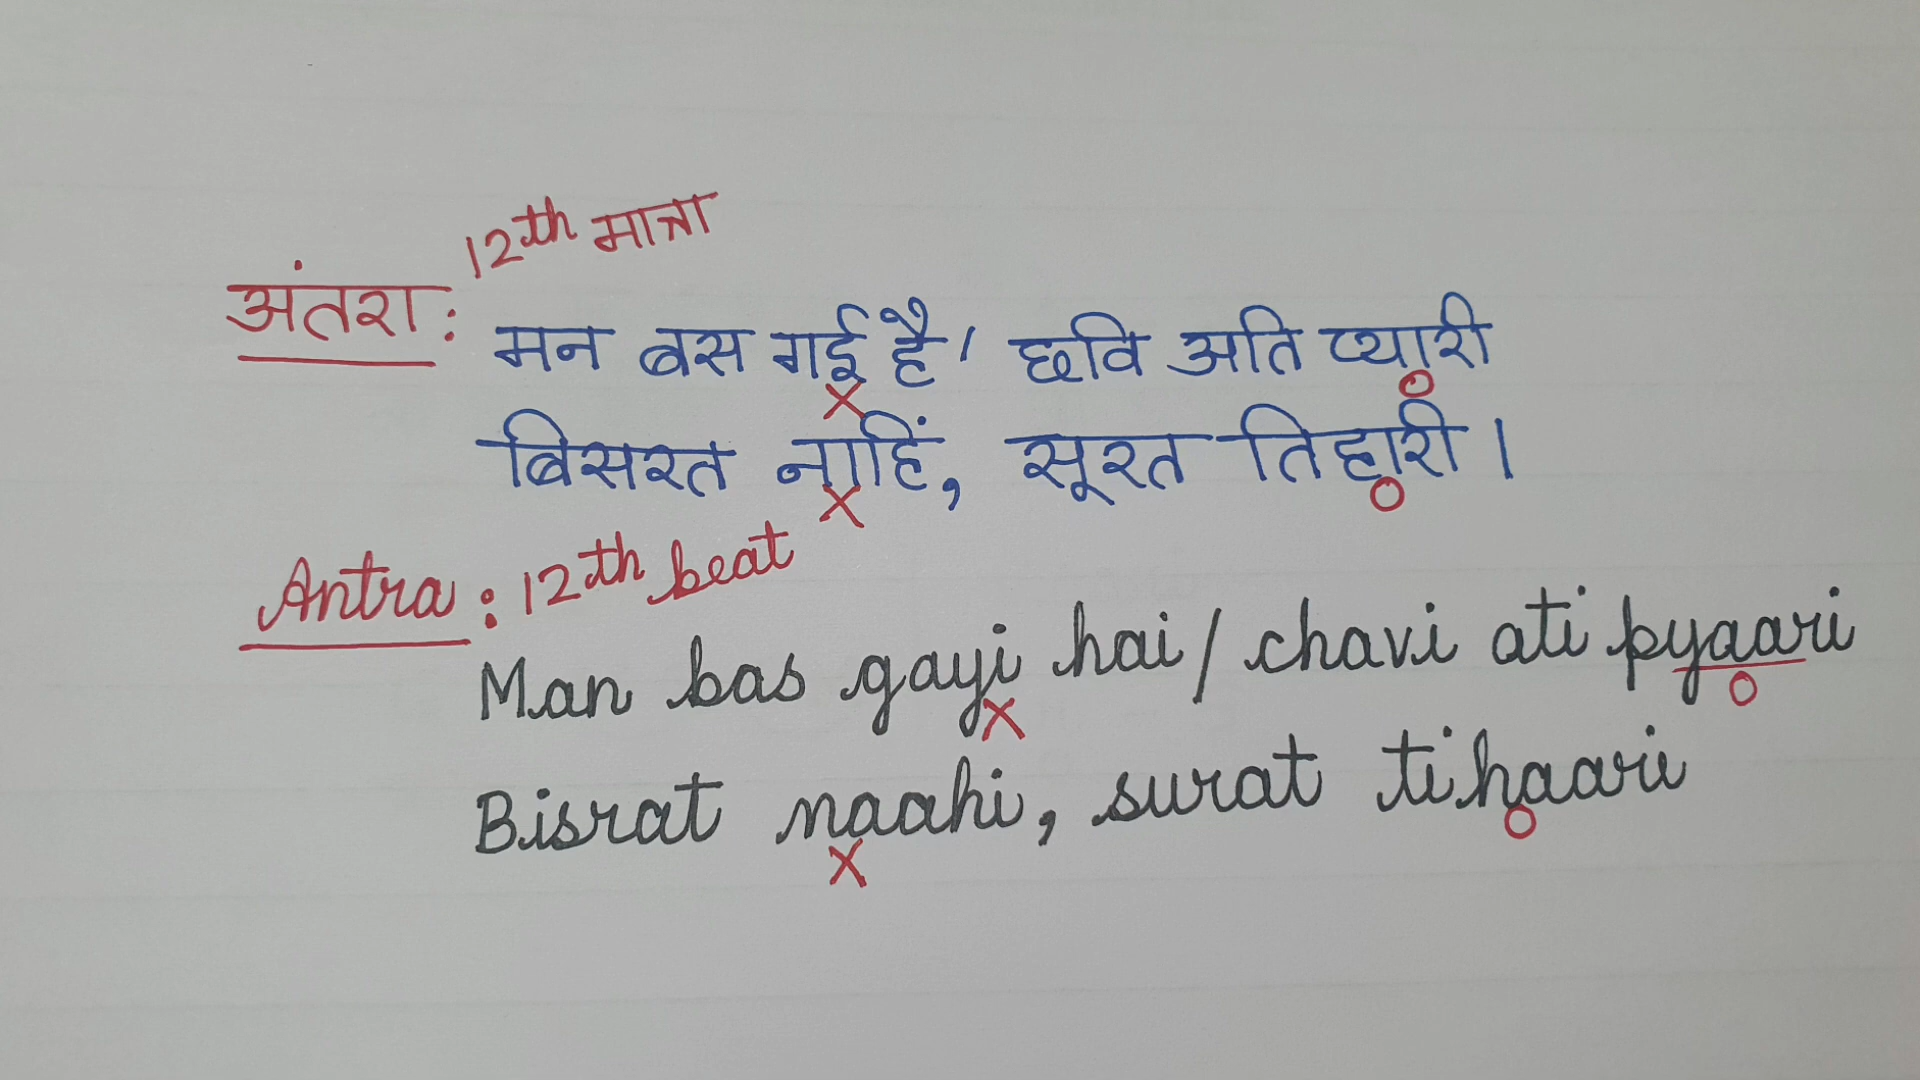 12th मात्रा
अंतरा:
मन बस गई है/ छवि अति प्यारी
x o
बिसरत नाहिं, सूरत तिहारी।
x o
Antra: 12th beat
Man bas gayi hai/ chavi ati pyaari
x o
Bisrat naahi, surat tihaari
x o